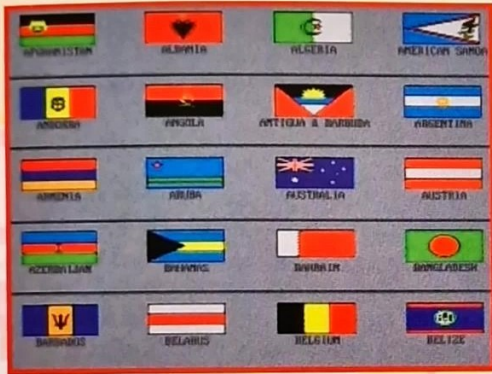 AFGHANISTAN ALBANIA ALGERIA AMERICAN SAMOA
ANDORRA ANGOLA ANTIGUA & BARBUDA ARGENTINA
ARMENIA ARUBA AUSTRALIA AUSTRIA
AZERBAIJAN BAHAMAS BAHRAIN BANGLADESH
BARBADOS BELARUS BELGIUM BELIZE